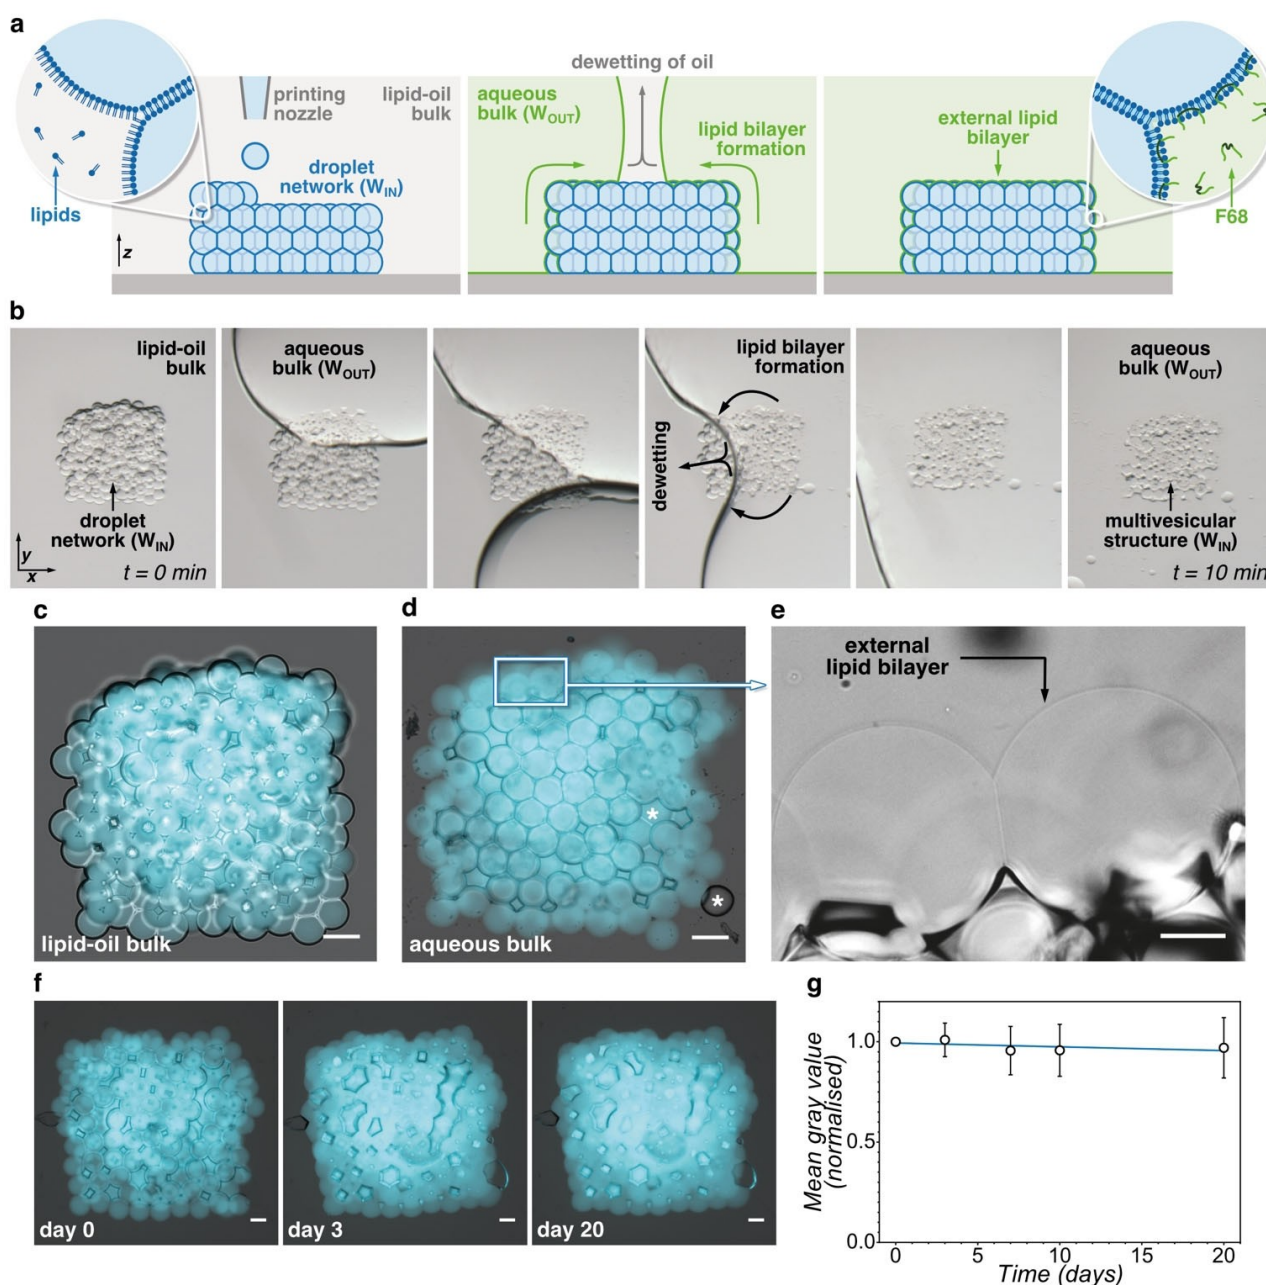 a
printing
nozzle
lipid-oil
bulk
droplet
network (W_IN)
lipids
z
dewetting of oil
aqueous
bulk (W_OUT)
lipid bilayer
formation
external lipid
bilayer
F68
b
lipid-oil
bulk
droplet
network (W_IN)
y
x
t = 0 min
aqueous
bulk (W_OUT)
lipid bilayer
formation
dewetting
aqueous
bulk (W_OUT)
multivesicular
structure (W_IN)
t = 10 min
c
lipid-oil bulk
d
*
*
aqueous bulk
e
external
lipid bilayer
f
day 0
day 3
day 20
g
Mean gray value
(normalised)
1.0
0.5
0.0
0
5
10
15
20
Time (days)